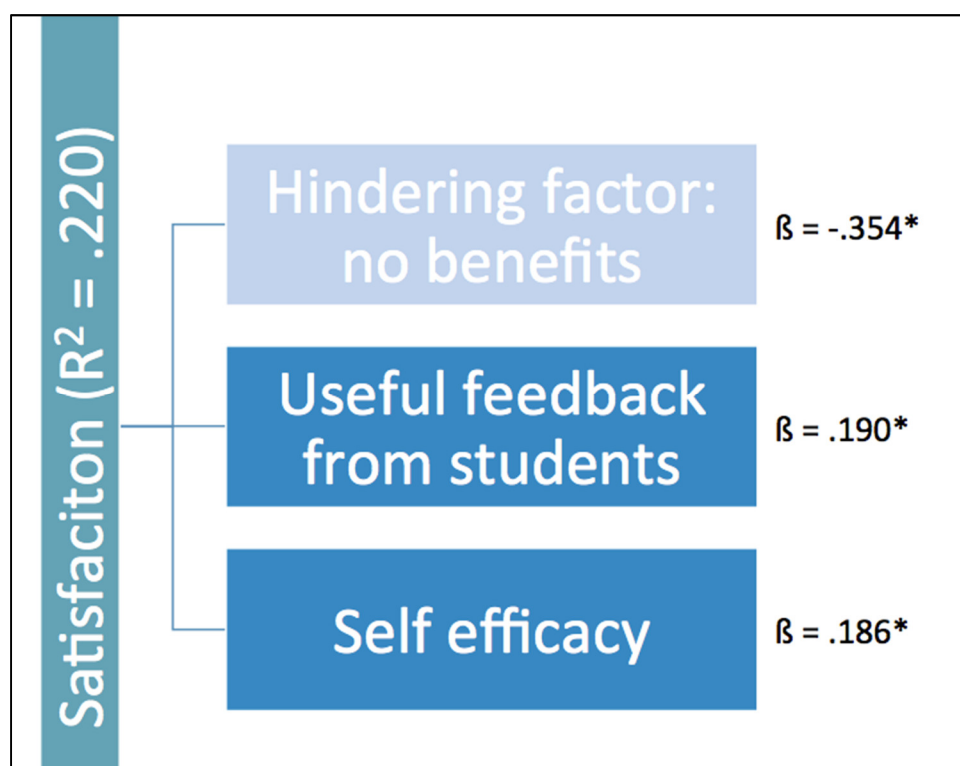 Satisfaciton (R² = .220)
Hindering factor:
no benefits
ß = -.354*
Useful feedback
from students
ß = .190*
Self efficacy
ß = .186*